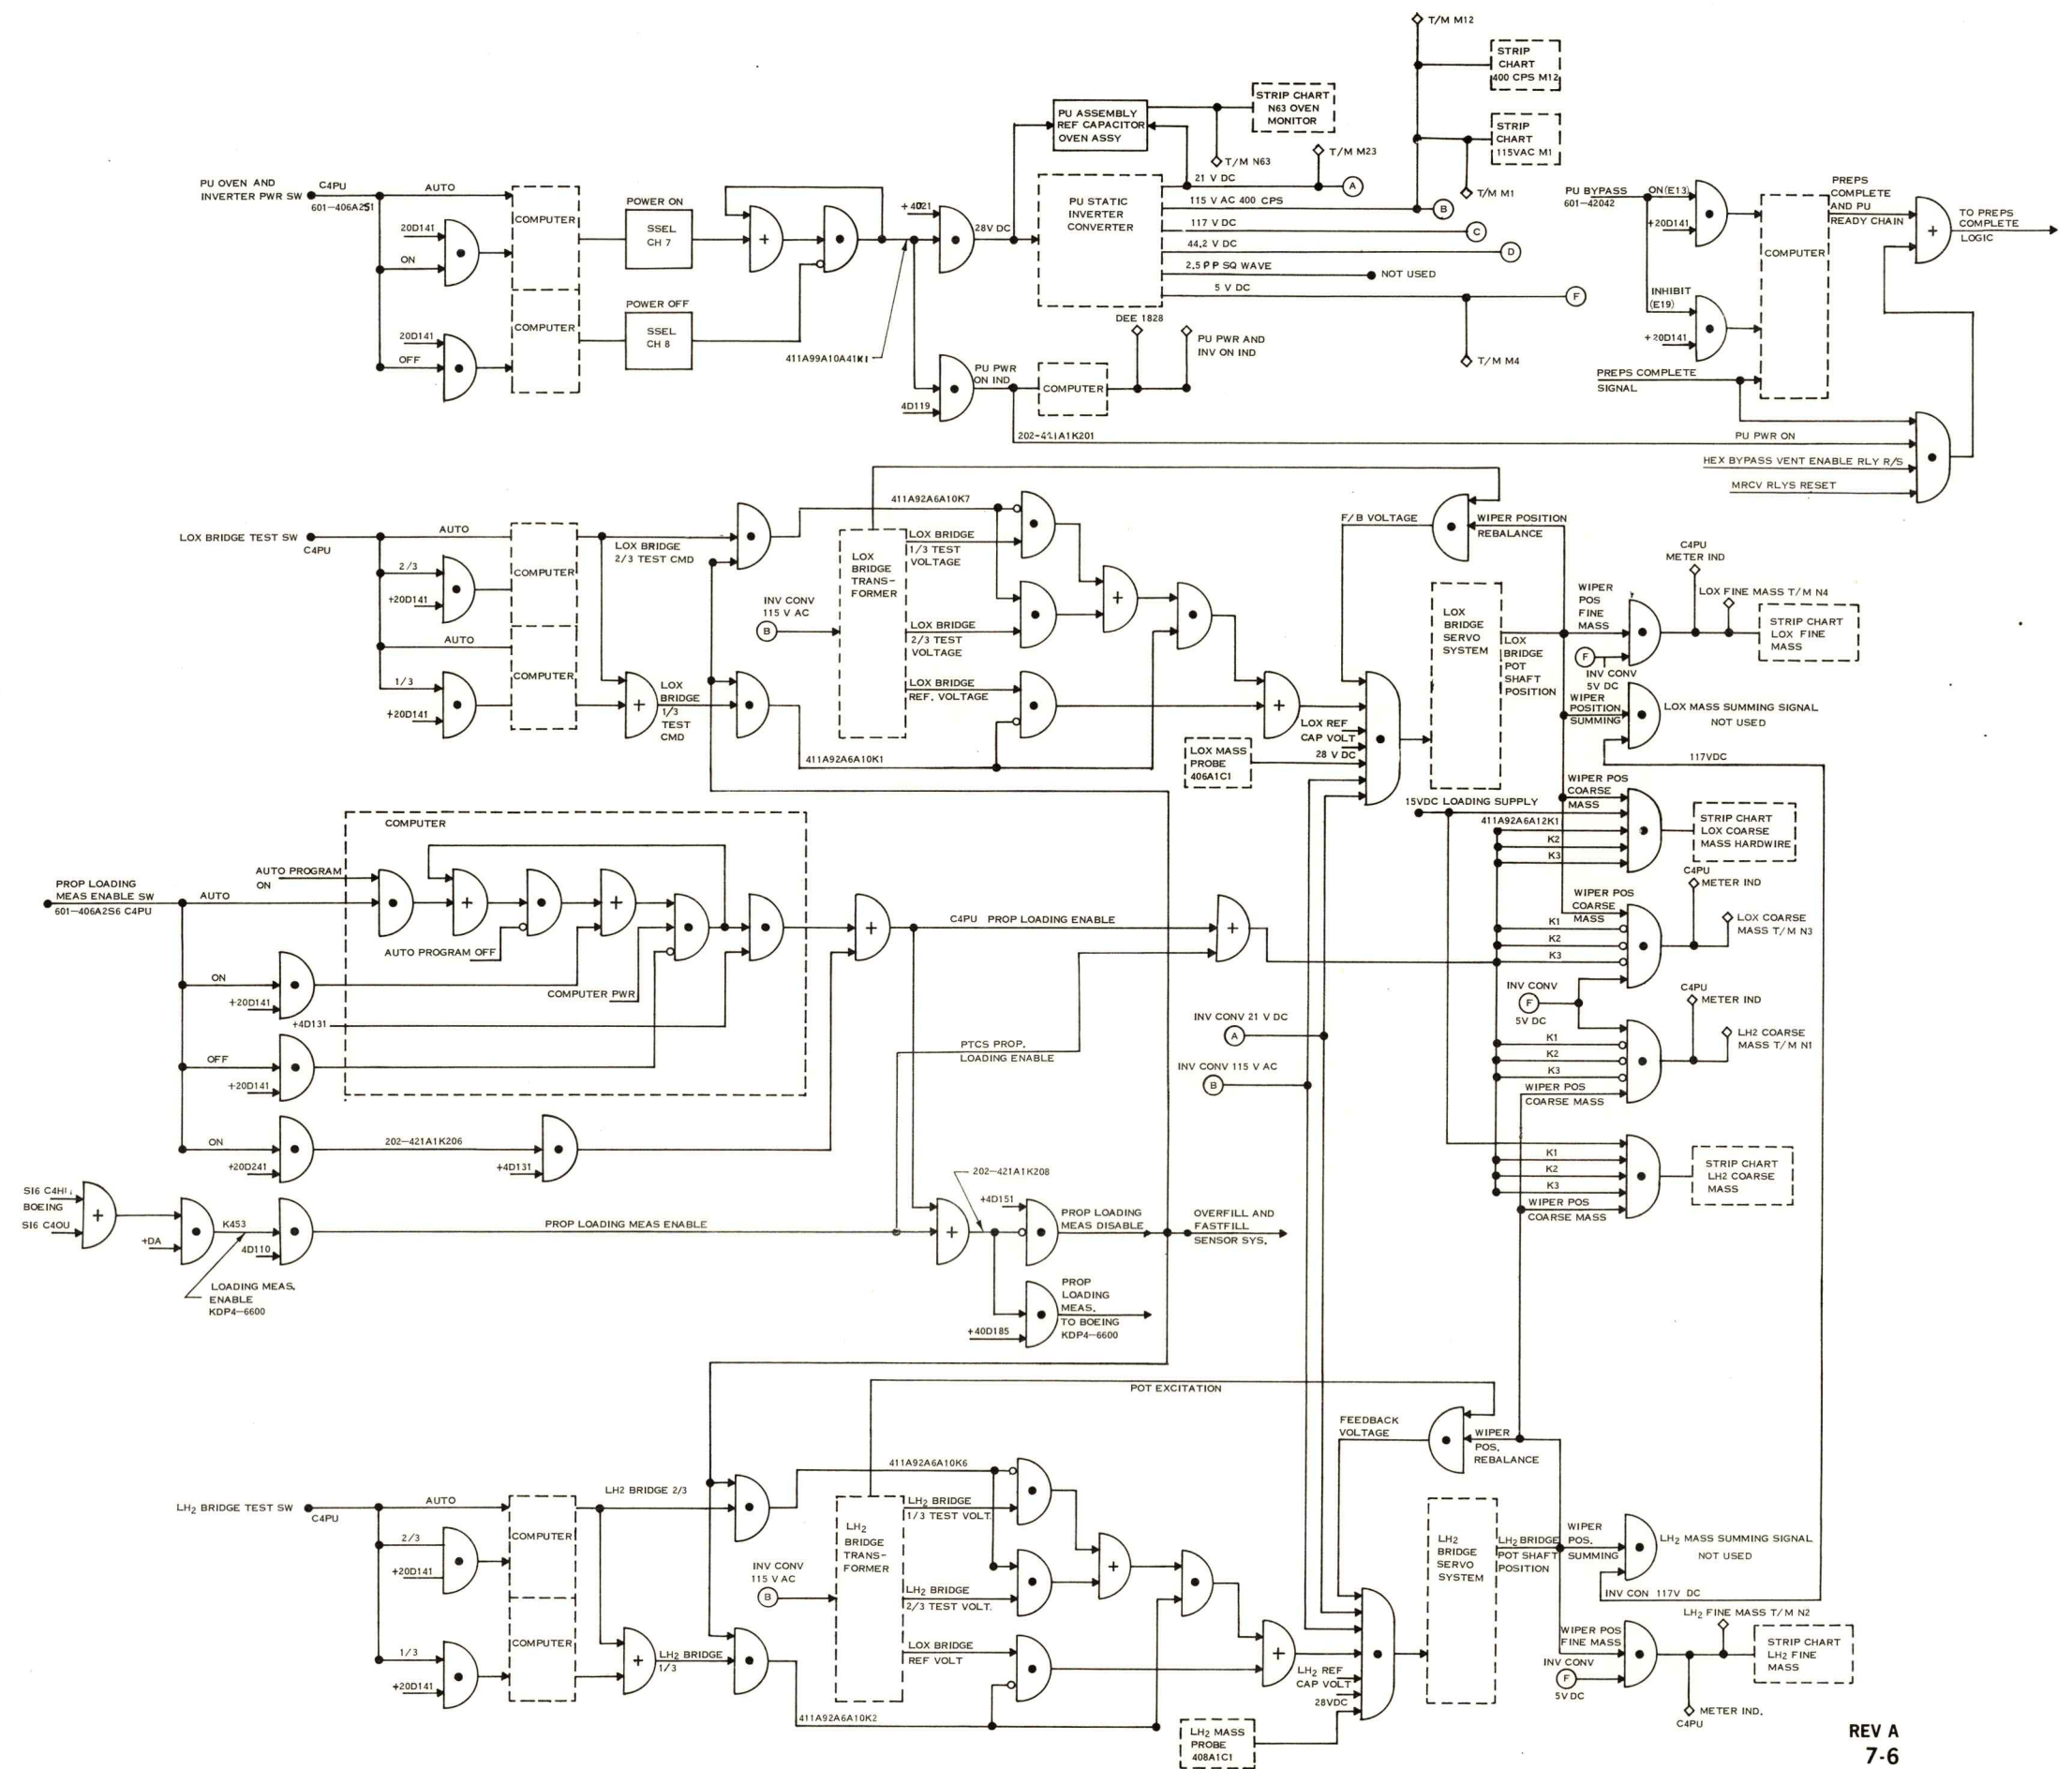 T/M M12
STRIP
CHART
400 CPS M12
STRIP CHART
N63 OVEN
MONITOR
PU ASSEMBLY
REF CAPACITOR
OVEN ASSY
STRIP
CHART
115VAC M1
T/M N63
T/M M23
T/M M1
PU OVEN AND
INVERTER PWR SW
C4PU
601-406A2S1
AUTO
20D141
ON
COMPUTER
POWER ON
SSEL
CH 7
+
+4D21
28V DC
PU STATIC
INVERTER
CONVERTER
21 V DC
A
115 V AC 400 CPS
B
117 V DC
C
44.2 V DC
D
2.5 P P SQ WAVE
NOT USED
5 V DC
F
T/M M4
20D141
OFF
COMPUTER
POWER OFF
SSEL
CH 8
411A99A10A41K1
PU PWR
ON IND
4D119
COMPUTER
DEE 1828
PU PWR AND
INV ON IND
202-421A1K201
PU BYPASS
601-42042
ON(E13)
+20D141
INHIBIT
(E19)
+20D141
COMPUTER
PREPS
COMPLETE
AND PU
READY CHAIN
+
TO PREPS
COMPLETE
LOGIC
PREPS COMPLETE
SIGNAL
PU PWR ON
HEX BYPASS VENT ENABLE RLY R/S
MRCV RLYS RESET
LOX BRIDGE TEST SW
C4PU
AUTO
2/3
+20D141
COMPUTER
AUTO
1/3
+20D141
COMPUTER
LOX BRIDGE
2/3 TEST CMD
+
LOX
BRIDGE
1/3
TEST
CMD
411A92A6A10K7
INV CONV
115 V AC
B
LOX
BRIDGE
TRANS-
FORMER
LOX BRIDGE
1/3 TEST
VOLTAGE
LOX BRIDGE
2/3 TEST
VOLTAGE
LOX BRIDGE
REF. VOLTAGE
411A92A6A10K1
+
+
F/B VOLTAGE
WIPER POSITION
REBALANCE
LOX REF
CAP VOLT
28 V DC
LOX MASS
PROBE
406A1C1
LOX
BRIDGE
SERVO
SYSTEM
LOX
BRIDGE
POT
SHAFT
POSITION
WIPER
POS
FINE
MASS
F
INV CONV
5V DC
C4PU
METER IND
LOX FINE MASS T/M N4
STRIP CHART
LOX FINE
MASS
WIPER
POSITION
SUMMING
LOX MASS SUMMING SIGNAL
NOT USED
117VDC
WIPER POS
COARSE
MASS
15VDC LOADING SUPPLY
411A92A6A12K1
K2
K3
STRIP CHART
LOX COARSE
MASS HARDWIRE
C4PU
METER IND
WIPER POS
COARSE
MASS
K1
K2
K3
LOX COARSE
MASS T/M N3
INV CONV
F
5V DC
C4PU
METER IND
K1
K2
K3
LH2 COARSE
MASS T/M N1
WIPER POS
COARSE MASS
K1
K2
K3
STRIP CHART
LH2 COARSE
MASS
WIPER POS
COARSE MASS
COMPUTER
PROP LOADING
MEAS ENABLE SW
601-406A2S6 C4PU
AUTO
AUTO PROGRAM
ON
+
+
AUTO PROGRAM OFF
COMPUTER PWR
ON
+20D141
+4D131
OFF
+20D141
ON
+20D241
202-421A1K206
+4D131
+
C4PU PROP LOADING ENABLE
+
PTCS PROP.
LOADING ENABLE
INV CONV 21 V DC
A
INV CONV 115 V AC
B
BOEING
SI6 C4OU
+
+DA
K453
4D110
LOADING MEAS.
ENABLE
KDP4-6600
PROP LOADING MEAS ENABLE
+
202-421A1K208
+4D151
PROP LOADING
MEAS DISABLE
OVERFILL AND
FASTFILL
SENSOR SYS.
+40D185
PROP
LOADING
MEAS.
TO BOEING
KDP4-6600
POT EXCITATION
FEEDBACK
VOLTAGE
WIPER
POS.
REBALANCE
LH2 BRIDGE TEST SW
C4PU
AUTO
2/3
+20D141
COMPUTER
1/3
+20D141
COMPUTER
LH2 BRIDGE 2/3
+
LH2 BRIDGE
1/3
411A92A6A10K6
INV CONV
115 V AC
B
LH2
BRIDGE
TRANS-
FORMER
LH2 BRIDGE
1/3 TEST VOLT.
LH2 BRIDGE
2/3 TEST VOLT.
LOX BRIDGE
REF VOLT
411A92A6A10K2
+
+
LH2 REF
CAP VOLT
28VDC
LH2 MASS
PROBE
408A1C1
LH2
BRIDGE
SERVO
SYSTEM
LH2 BRIDGE
POT SHAFT
POSITION
WIPER
POS.
SUMMING
LH2 MASS SUMMING SIGNAL
NOT USED
INV CON 117V DC
LH2 FINE MASS T/M N2
WIPER POS
FINE MASS
INV CONV
F
5V DC
STRIP CHART
LH2 FINE
MASS
METER IND.
C4PU
REV A
7-6